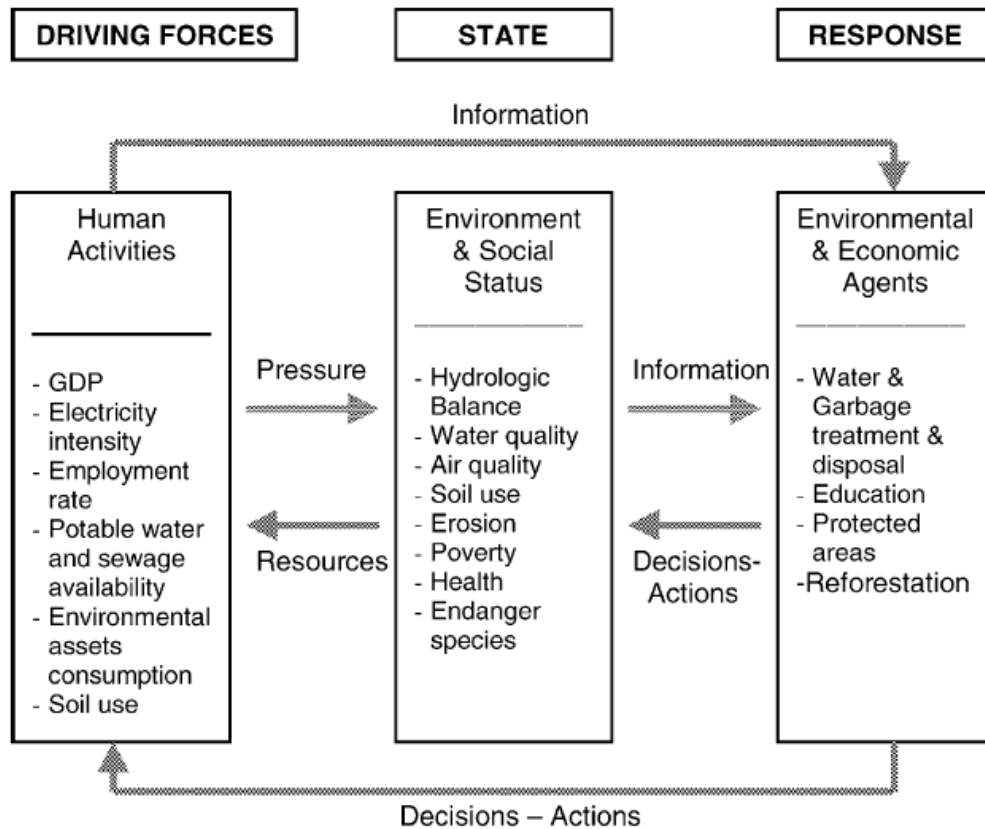 DRIVING FORCES
STATE
RESPONSE
Information
Human
Activities
- GDP
- Electricity
intensity
- Employment
rate
- Potable water
and sewage
availability
- Environmental
assets
consumption
- Soil use
Pressure
Resources
Environment
& Social
Status
- Hydrologic
Balance
- Water quality
- Air quality
- Soil use
- Erosion
- Poverty
- Health
- Endanger
species
Information
Decisions-
Actions
Environmental
& Economic
Agents
- Water &
Garbage
treatment &
disposal
- Education
- Protected
areas
-Reforestation
Decisions – Actions